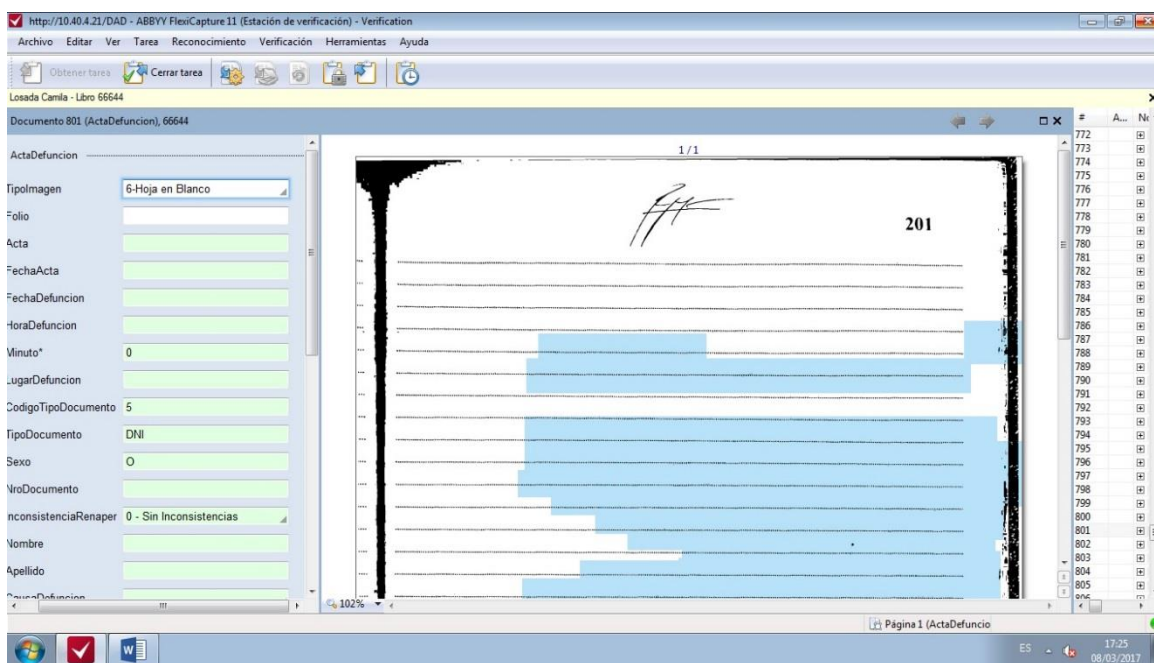 http://10.40.4.21/DAD - ABBYY FlexiCapture 11 (Estación de verificación) - Verification
Archivo Editar Ver Tarea Reconocimiento Verificación Herramientas Ayuda
Obtener tarea Cerrar tarea
Losada Camila - Libro 66644
Documento 801 (ActaDefuncion), 66644
# A... No
ActaDefuncion
TipoImagen 6-Hoja en Blanco
Folio
Acta
FechaActa
FechaDefuncion
HoraDefuncion
Minuto* 0
LugarDefuncion
CodigoTipoDocumento 5
TipoDocumento DNI
Sexo O
NroDocumento
InconsistenciaRenaper 0 - Sin Inconsistencias
Nombre
Apellido
CausaDefuncion
1/1
201
102%
772
773
774
775
776
777
778
779
780
781
782
783
784
785
786
787
788
789
790
791
792
793
794
795
796
797
798
799
800
801
802
803
804
805
806
Página 1 (ActaDefuncio
ES
17:25
08/03/2017